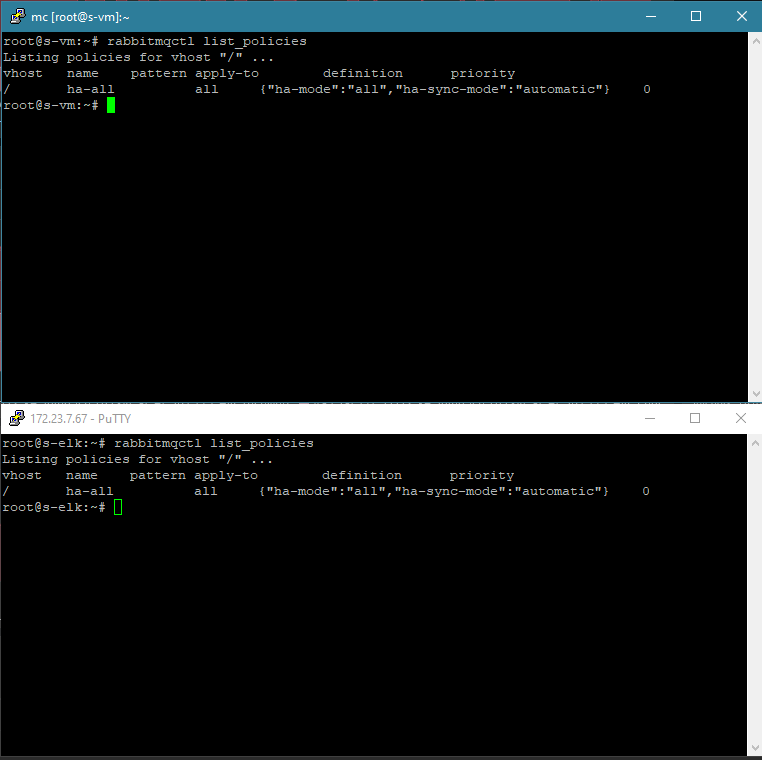 mc [root@s-vm]:~
root@s-vm:~# rabbitmqctl list_policies
Listing policies for vhost "/" ...
vhost   name    pattern apply-to        definition      priority
/       ha-all          all     {"ha-mode":"all","ha-sync-mode":"automatic"}    0
root@s-vm:~#
172.23.7.67 - PuTTY
root@s-elk:~# rabbitmqctl list_policies
Listing policies for vhost "/" ...
vhost   name    pattern apply-to        definition      priority
/       ha-all          all     {"ha-mode":"all","ha-sync-mode":"automatic"}    0
root@s-elk:~#